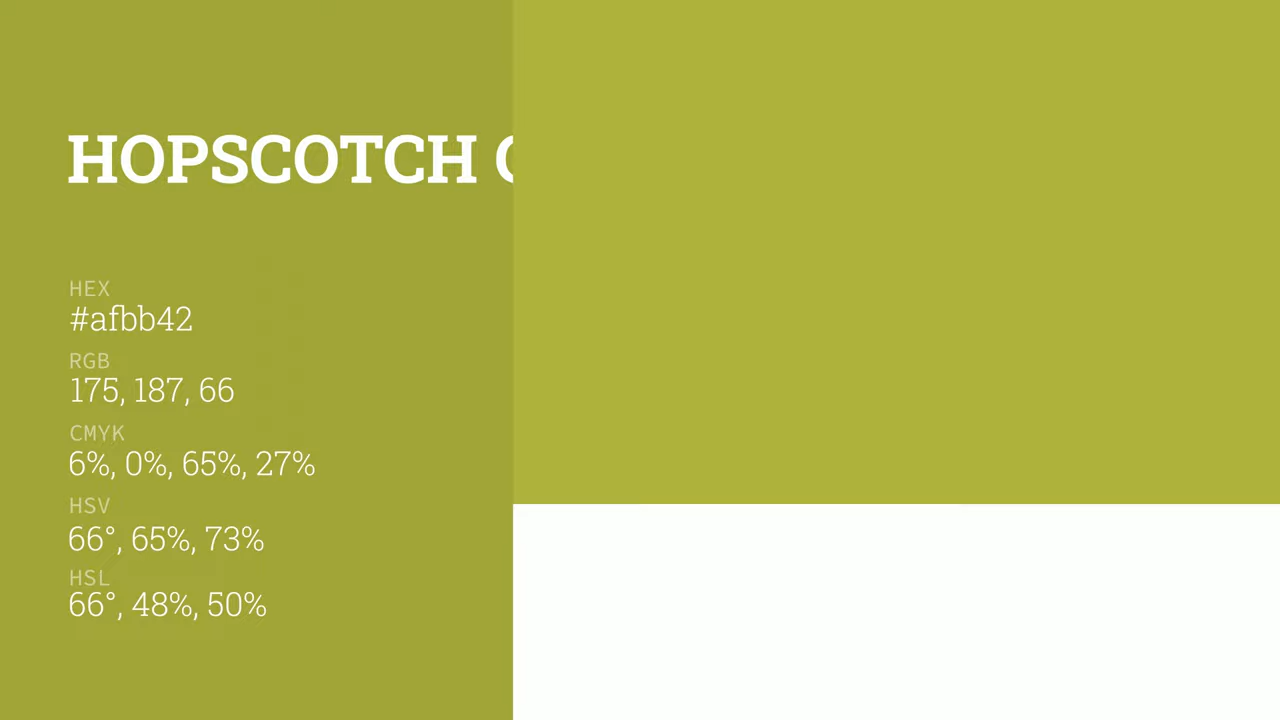 HOPSCOTCH
HEX
#afbb42
RGB
175, 187, 66
CMYK
6%, 0%, 65%, 27%
HSV
66°, 65%, 73%
HSL
66°, 48%, 50%